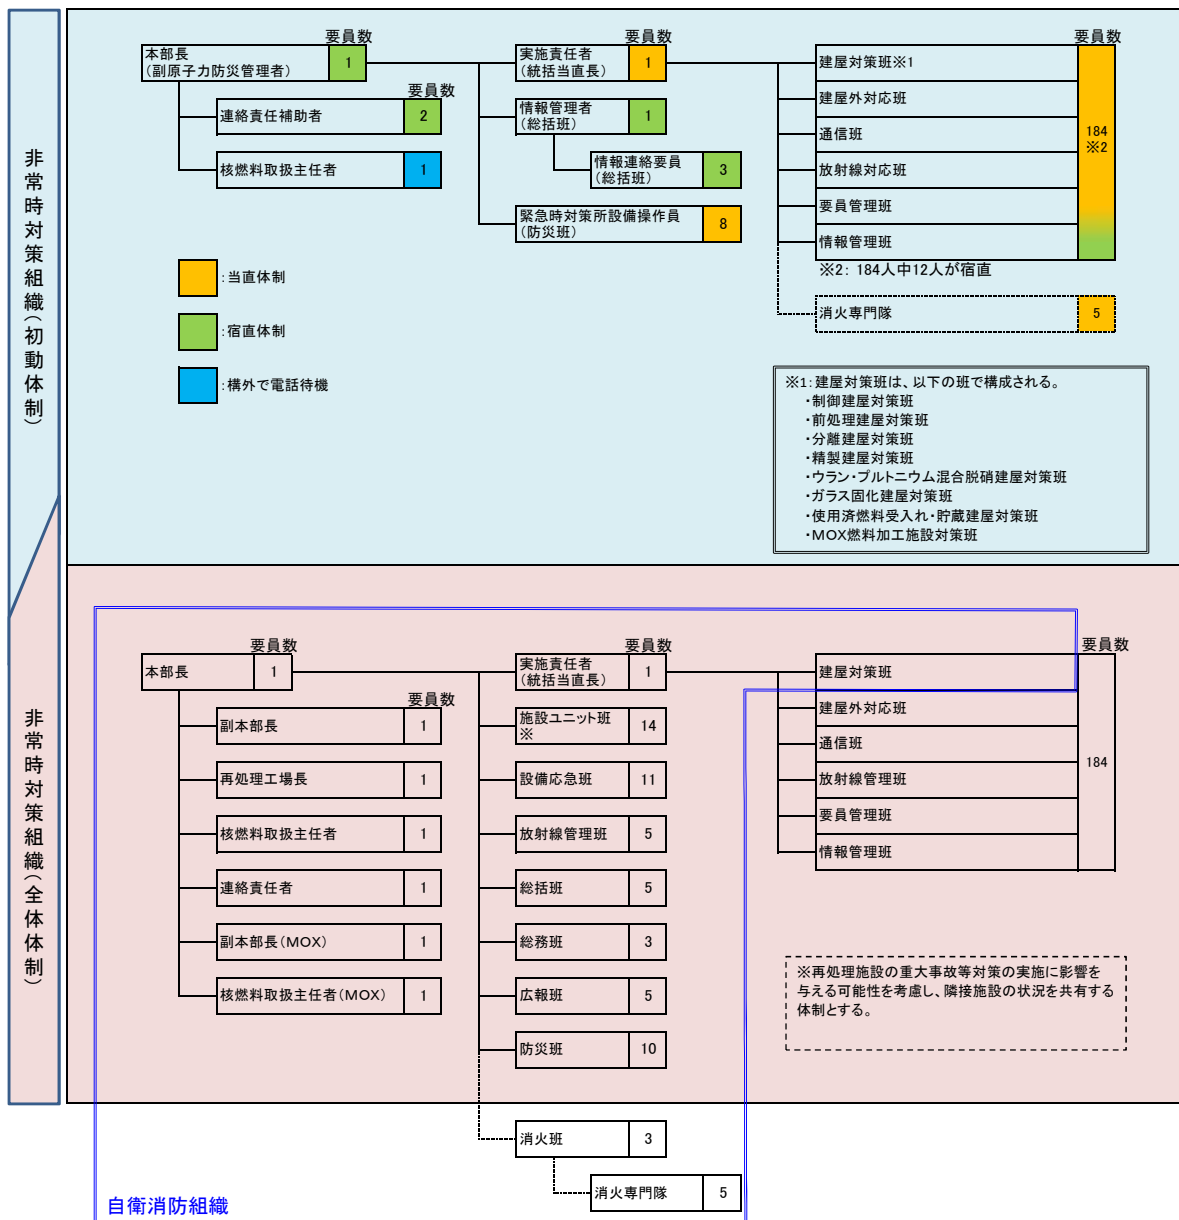 非常時対策組織(初動体制)
要員数
本部長
(副原子力防災管理者)
1
要員数
連絡責任補助者
2
核燃料取扱主任者
1
要員数
実施責任者
(統括当直長)
1
情報管理者
(総括班)
1
情報連絡要員
(総括班)
3
緊急時対策所設備操作員
(防災班)
8
要員数
建屋対策班※1
建屋外対応班
通信班
放射線対応班
要員管理班
情報管理班
184
※2
※2: 184人中12人が宿直
消火専門隊
5
:当直体制
:宿直体制
:構外で電話待機
※1:建屋対策班は、以下の班で構成される。
・制御建屋対策班
・前処理建屋対策班
・分離建屋対策班
・精製建屋対策班
・ウラン・プルトニウム混合脱硝建屋対策班
・ガラス固化建屋対策班
・使用済燃料受入れ・貯蔵建屋対策班
・MOX燃料加工施設対策班
非常時対策組織(全体体制)
要員数
本部長
1
要員数
副本部長
1
再処理工場長
1
核燃料取扱主任者
1
連絡責任者
1
副本部長(MOX)
1
核燃料取扱主任者(MOX)
1
要員数
実施責任者
(統括当直長)
1
施設ユニット班
※
14
設備応急班
11
放射線管理班
5
総括班
5
総務班
3
広報班
5
防災班
10
消火班
3
消火専門隊
5
要員数
建屋対策班
建屋外対応班
通信班
放射線管理班
要員管理班
情報管理班
184
※再処理施設の重大事故等対策の実施に影響を
与える可能性を考慮し、隣接施設の状況を共有する
体制とする。
自衛消防組織